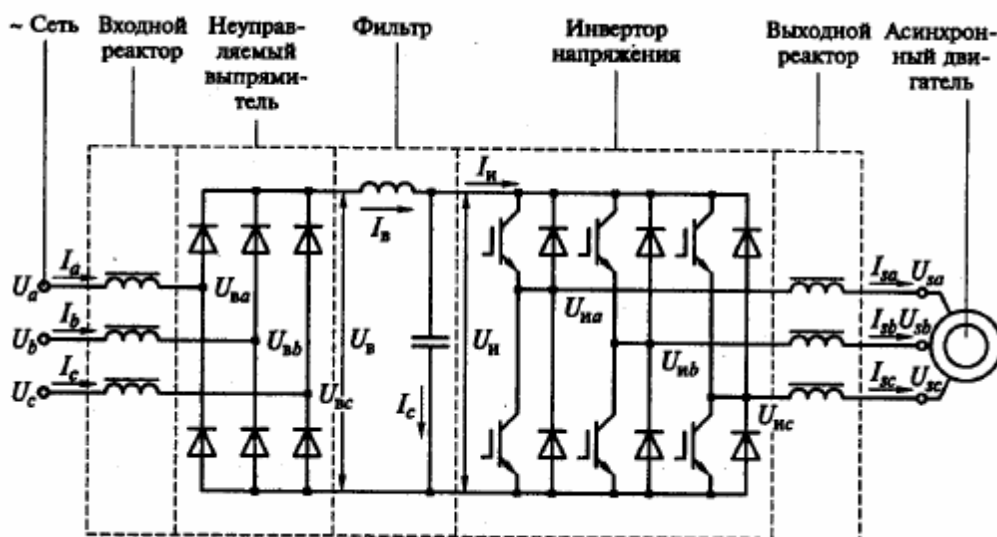 ~ Сеть
Входной
реактор
Неуправ-
ляемый
выпрями-
тель
Фильтр
Инвертор
напряжения
Выходной
реактор
Асинхрон-
ный дви-
гатель
I_и
I_в
I_a
U_a
U_вa
I_b
U_b
U_вb
I_c
U_c
U_вc
U_в
I_c
U_и
U_иa
U_иb
U_иc
I_sa
U_sa
I_sb
U_sb
I_sc
U_sc